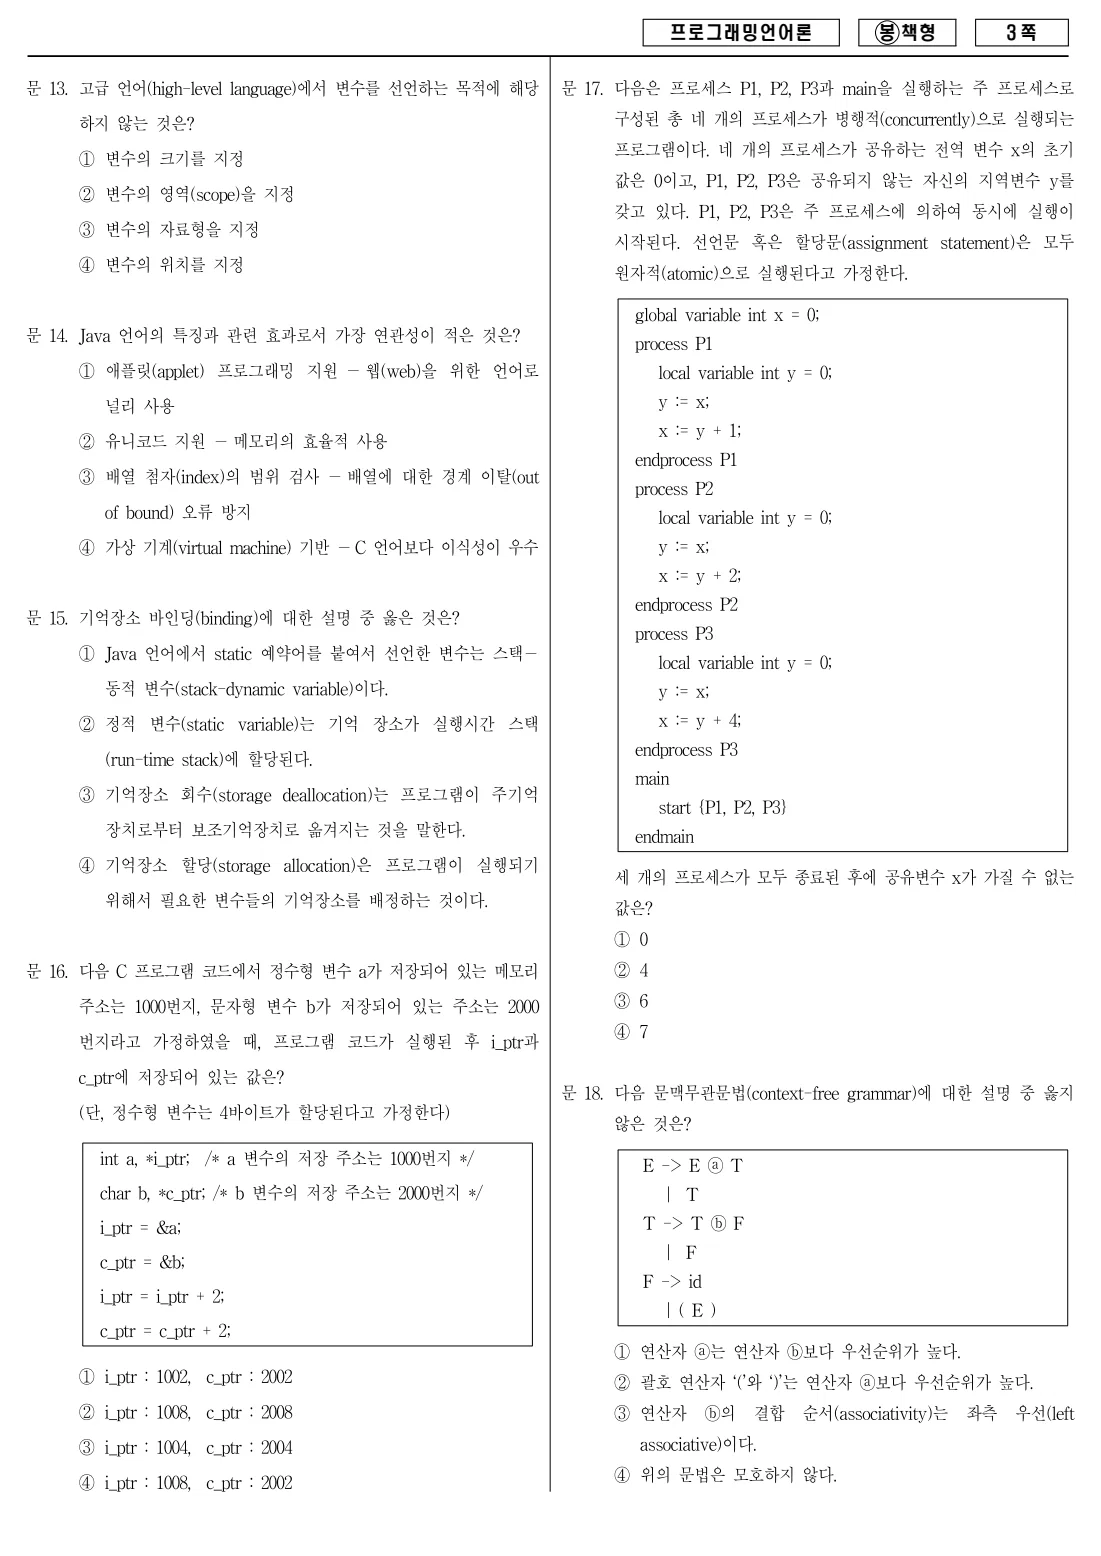 프로그래밍언어론
봉책형
3쪽
문 13. 고급 언어(high-level language)에서 변수를 선언하는 목적에 해당
하지 않는 것은?
① 변수의 크기를 지정
② 변수의 영역(scope)을 지정
③ 변수의 자료형을 지정
④ 변수의 위치를 지정
문 14. Java 언어의 특징과 관련 효과로서 가장 연관성이 적은 것은?
① 애플릿(applet) 프로그래밍 지원 - 웹(web)을 위한 언어로
널리 사용
② 유니코드 지원 - 메모리의 효율적 사용
③ 배열 첨자(index)의 범위 검사 - 배열에 대한 경계 이탈(out
of bound) 오류 방지
④ 가상 기계(virtual machine) 기반 - C 언어보다 이식성이 우수
문 15. 기억장소 바인딩(binding)에 대한 설명 중 옳은 것은?
① Java 언어에서 static 예약어를 붙여서 선언한 변수는 스택-
동적 변수(stack-dynamic variable)이다.
② 정적 변수(static variable)는 기억 장소가 실행시간 스택
(run-time stack)에 할당된다.
③ 기억장소 회수(storage deallocation)는 프로그램이 주기억
장치로부터 보조기억장치로 옮겨지는 것을 말한다.
④ 기억장소 할당(storage allocation)은 프로그램이 실행되기
위해서 필요한 변수들의 기억장소를 배정하는 것이다.
문 16. 다음 C 프로그램 코드에서 정수형 변수 a가 저장되어 있는 메모리
주소는 1000번지, 문자형 변수 b가 저장되어 있는 주소는 2000
번지라고 가정하였을 때, 프로그램 코드가 실행된 후 i_ptr과
c_ptr에 저장되어 있는 값은?
(단, 정수형 변수는 4바이트가 할당된다고 가정한다)
int a, *i_ptr; /* a 변수의 저장 주소는 1000번지 */
char b, *c_ptr; /* b 변수의 저장 주소는 2000번지 */
i_ptr = &a;
c_ptr = &b;
i_ptr = i_ptr + 2;
c_ptr = c_ptr + 2;
① i_ptr : 1002, c_ptr : 2002
② i_ptr : 1008, c_ptr : 2008
③ i_ptr : 1004, c_ptr : 2004
④ i_ptr : 1008, c_ptr : 2002
문 17. 다음은 프로세스 P1, P2, P3과 main을 실행하는 주 프로세스로
구성된 총 네 개의 프로세스가 병행적(concurrently)으로 실행되는
프로그램이다. 네 개의 프로세스가 공유하는 전역 변수 x의 초기
값은 0이고, P1, P2, P3은 공유되지 않는 자신의 지역변수 y를
갖고 있다. P1, P2, P3은 주 프로세스에 의하여 동시에 실행이
시작된다. 선언문 혹은 할당문(assignment statement)은 모두
원자적(atomic)으로 실행된다고 가정한다.
global variable int x = 0;
process P1
local variable int y = 0;
y := x;
x := y + 1;
endprocess P1
process P2
local variable int y = 0;
y := x;
x := y + 2;
endprocess P2
process P3
local variable int y = 0;
y := x;
x := y + 4;
endprocess P3
main
start {P1, P2, P3}
endmain
세 개의 프로세스가 모두 종료된 후에 공유변수 x가 가질 수 없는
값은?
① 0
② 4
③ 6
④ 7
문 18. 다음 문맥무관문법(context-free grammar)에 대한 설명 중 옳지
않은 것은?
E -> E ⓐ T
| T
T -> T ⓑ F
| F
F -> id
| ( E )
① 연산자 ⓐ는 연산자 ⓑ보다 우선순위가 높다.
② 괄호 연산자 ‘(’와 ‘)’는 연산자 ⓐ보다 우선순위가 높다.
③ 연산자 ⓑ의 결합 순서(associativity)는 좌측 우선(left
associative)이다.
④ 위의 문법은 모호하지 않다.